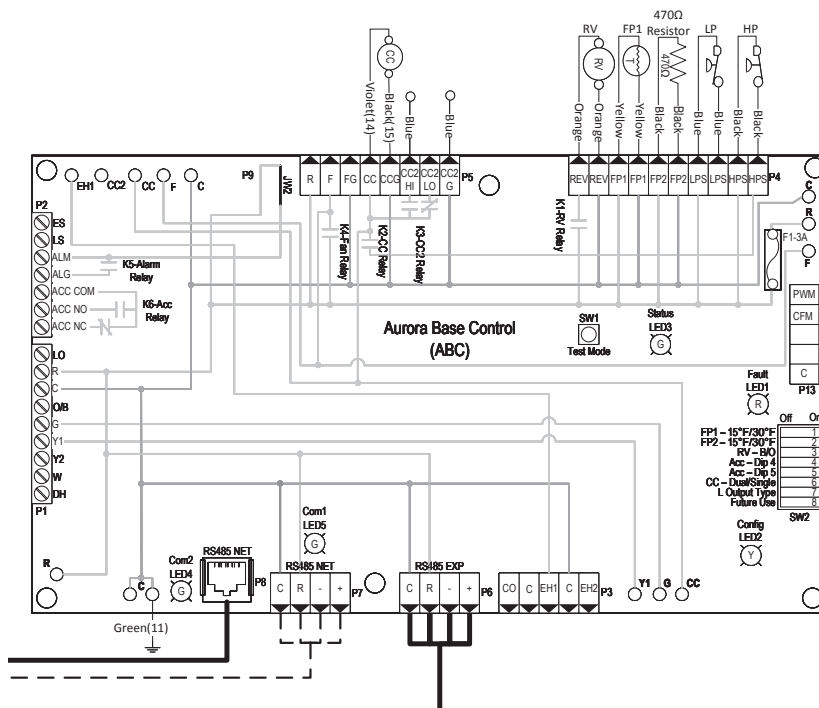 470Ω
Resistor
RV
FP1
LP
HP
CC
RV
T
470Ω
Violet(14)
Black(15)
Blue
Blue
Orange
Orange
Yellow
Yellow
Black
Black
Blue
Blue
Black
Black
P9
JW2
R
F
FG
CC
CCG
CC2
HI
CC2
LO
CC2
G
P5
REV
REV
FP1
FP1
FP2
FP2
LPS
LPS
HPS
HPS
P4
EH1
CC2
CC
F
C
C
R
F1-3A
F
P2
ES
LS
ALM
ALG
ACC COM
ACC NO
ACC NC
K5-Alarm
Relay
K6-Acc
Relay
K4-Fan Relay
K2-CC Relay
K3-CC2 Relay
K1-RV Relay
Aurora Base Control
(ABC)
SW1
Test Mode
Status
LED3
G
PWM
CFM
C
P13
LO
R
C
O/B
G
Y1
Y2
W
DH
P1
Fault
LED1
R
Off
On
FP1 – 15°F/30°F 1
FP2 – 15°F/30°F 2
RV – B/O 3
Acc – Dip 4 4
Acc – Dip 5 5
CC – Dual/Single 6
L Output Type 7
Future Use 8
SW2
Config
LED2
Y
R
C
Com2
LED4
G
RS485 NET
P8
Com1
LED5
G
RS485 NET
C
R
-
+
P7
RS485 EXP
C
R
-
+
P6
CO
C
EH1
C
EH2
P3
Y1
G
CC
Green(11)